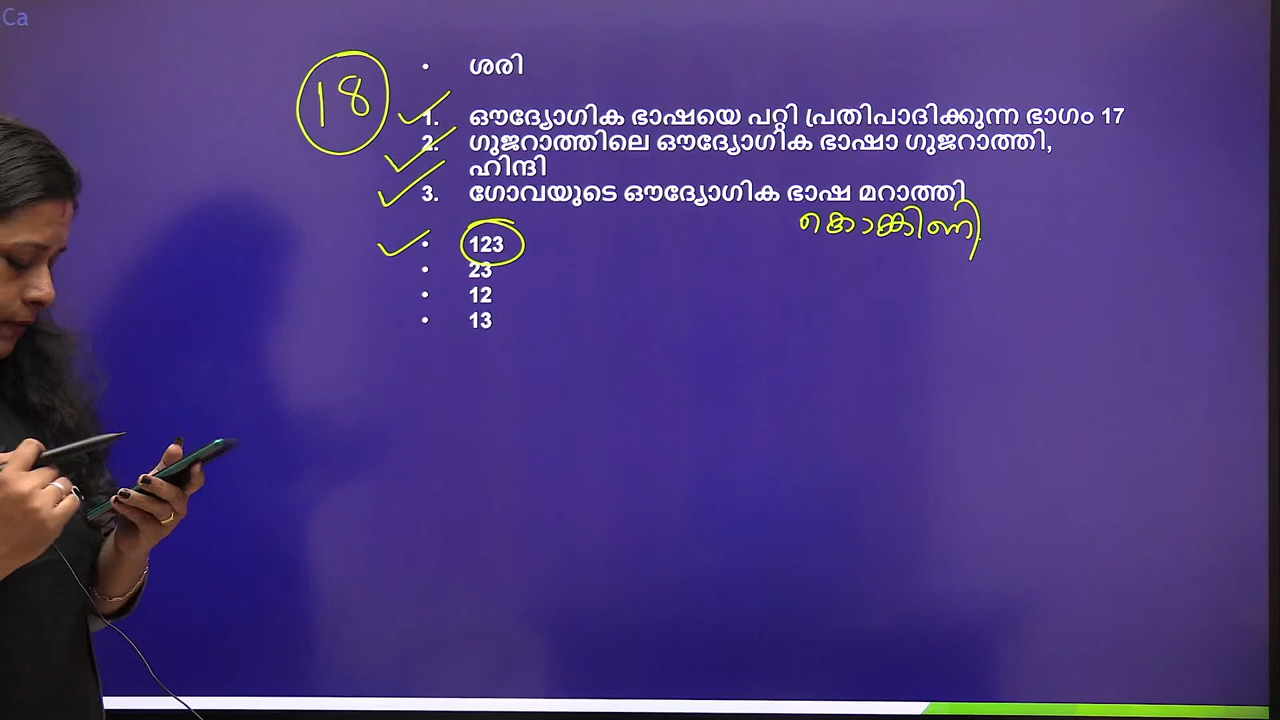 Ca
18
• ശരി
1. ഔദ്യോഗിക ഭാഷയെ പറ്റി പ്രതിപാദിക്കുന്ന ഭാഗം 17
2. ഗുജറാത്തിലെ ഔദ്യോഗിക ഭാഷാ ഗുജറാത്തി,
ഹിന്ദി
3. ഗോവയുടെ ഔദ്യോഗിക ഭാഷ മറാത്തി
കൊങ്കിണി
• 123
• 23
• 12
• 13